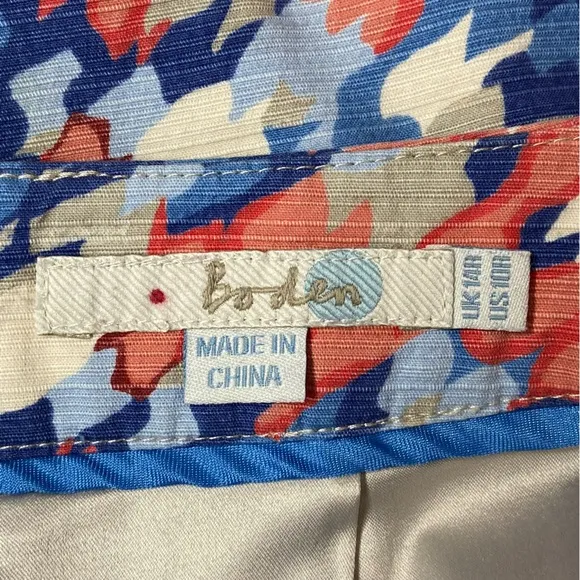 Boden
UK 14R
US 10R
MADE IN
CHINA